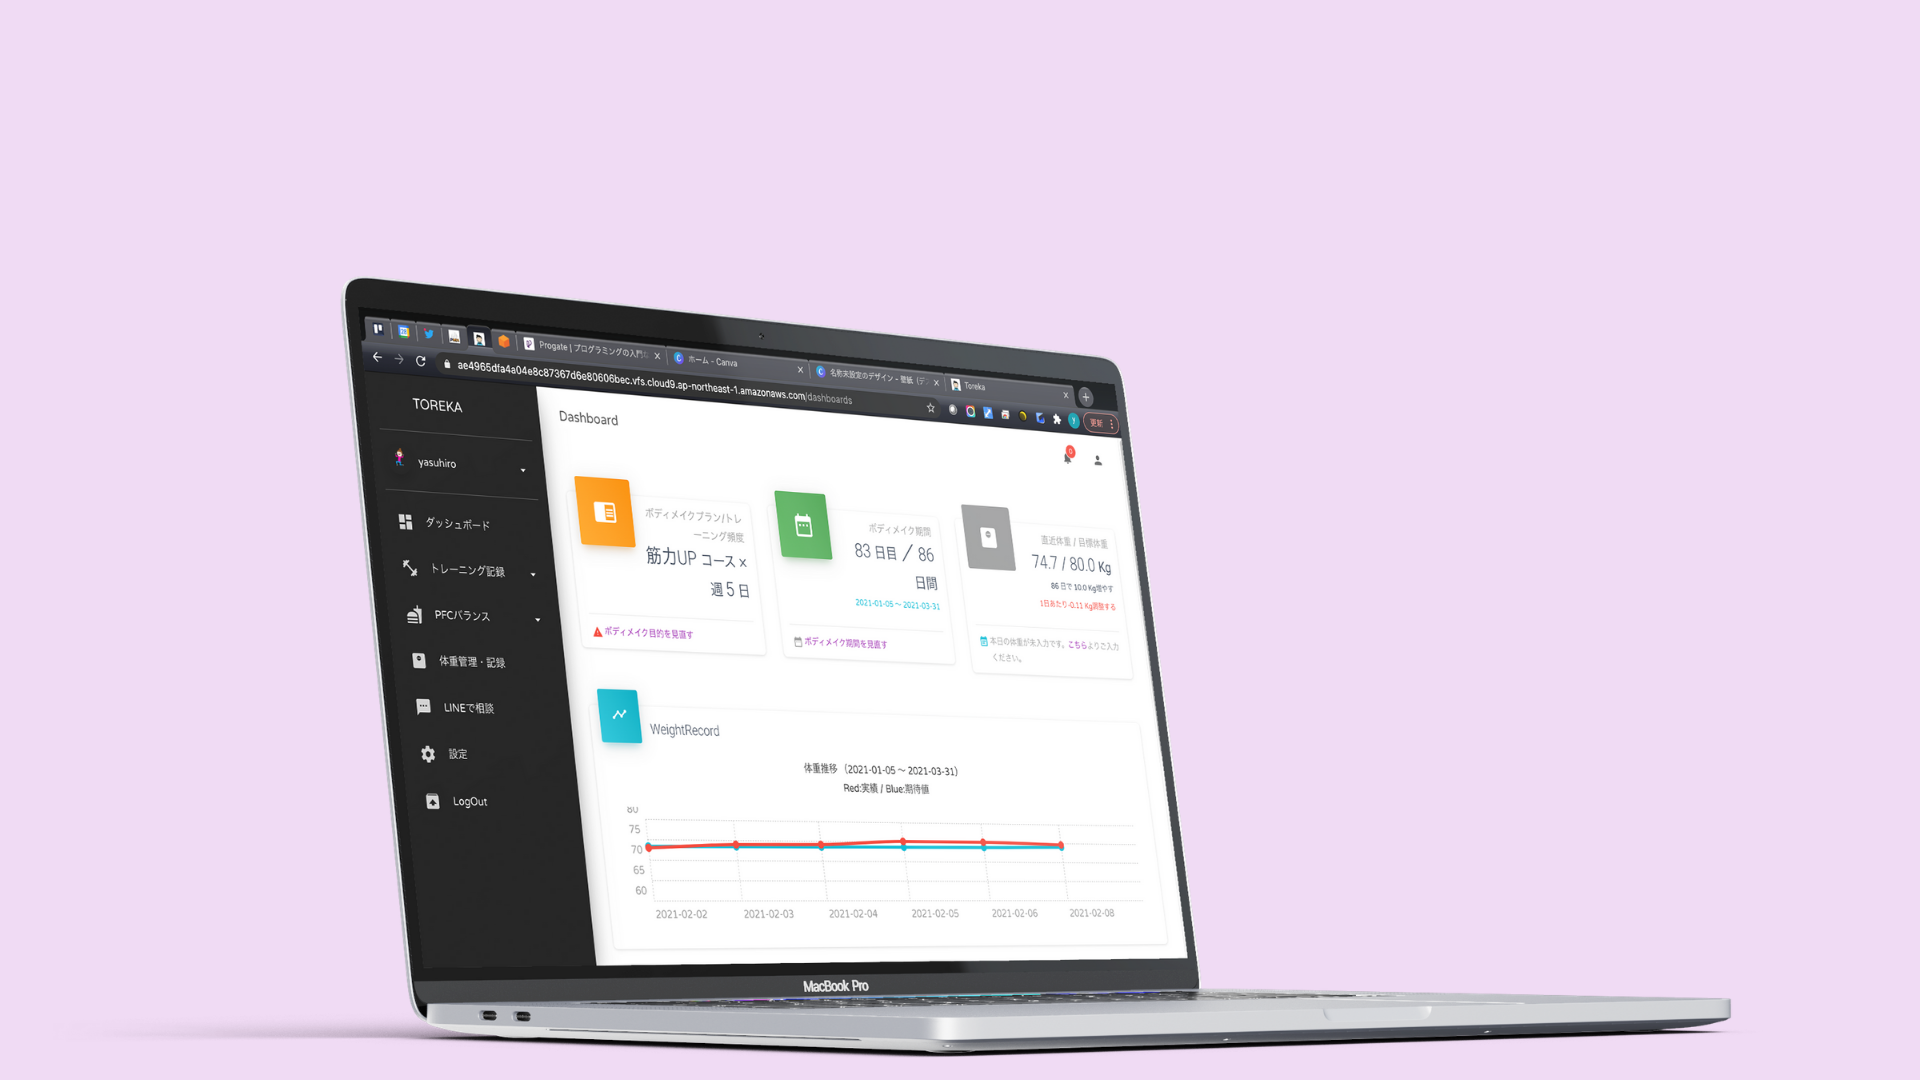 Progate | プログラミングの入門
ホーム - Canva
名称未設定のデザイン - 壁紙（デ
Toreka
ae4965dfa4a04e8c87367d6e80606bec.vfs.cloud9.ap-northeast-1.amazonaws.com/dashboards
更新
TOREKA
yasuhiro
ダッシュボード
トレーニング記録
PFCバランス
体重管理・記録
LINEで相談
設定
LogOut
Dashboard
ボディメイクプラン/トレ
ーニング頻度
筋力UP コース ×
週 5 日
ボディメイク目的を見直す
ボディメイク期間
83 日目 / 86
日間
2021-01-05 〜 2021-03-31
ボディメイク期間を見直す
直近体重 / 目標体重
74.7 / 80.0 Kg
86 日で 10.0 Kg増やす
1日あたり-0.11 Kg調整する
本日の体重が未入力です。こちらよりご入力
ください。
WeightRecord
体重推移（2021-01-05 〜 2021-03-31）
Red:実績 / Blue:期待値
80
75
70
65
60
2021-02-02 2021-02-03 2021-02-04 2021-02-05 2021-02-06 2021-02-08
MacBook Pro